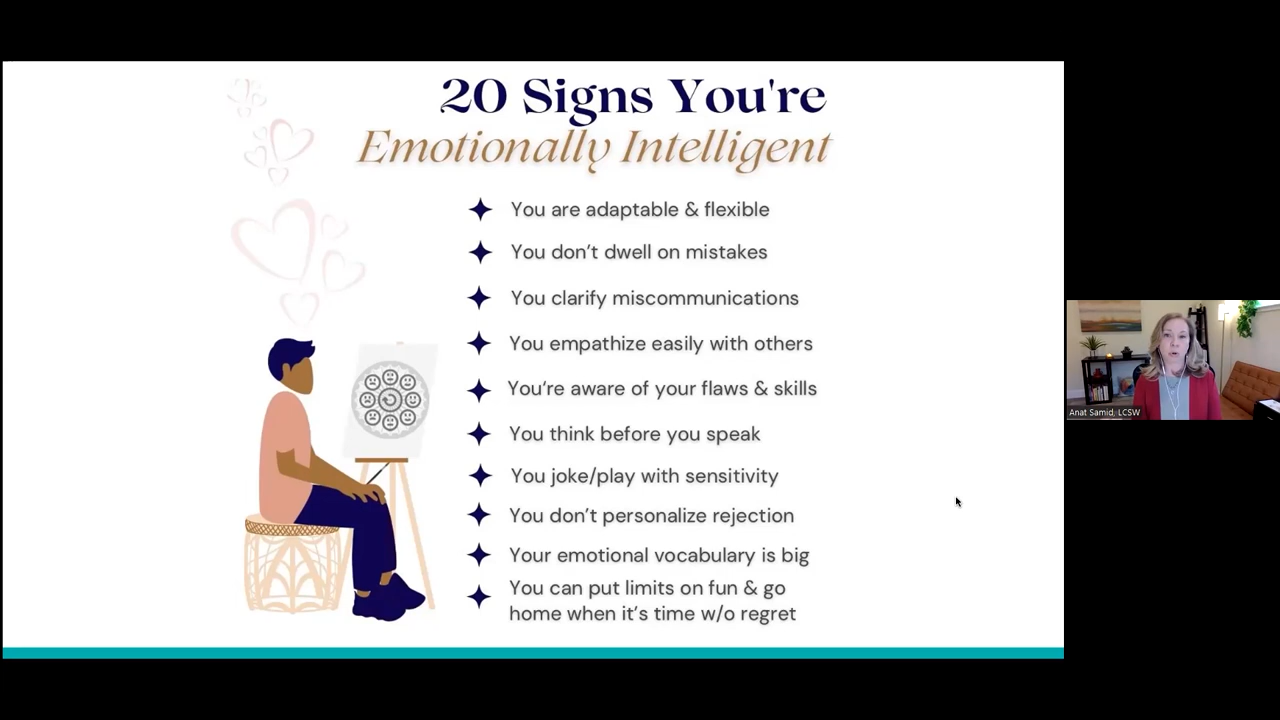 20 Signs You're
Emotionally Intelligent
You are adaptable & flexible
You don’t dwell on mistakes
You clarify miscommunications
You empathize easily with others
You‘re aware of your flaws & skills
You think before you speak
You joke/play with sensitivity
You don’t personalize rejection
Your emotional vocabulary is big
You can put limits on fun & go
home when it’s time w/o regret
Anat Samid, LCSW